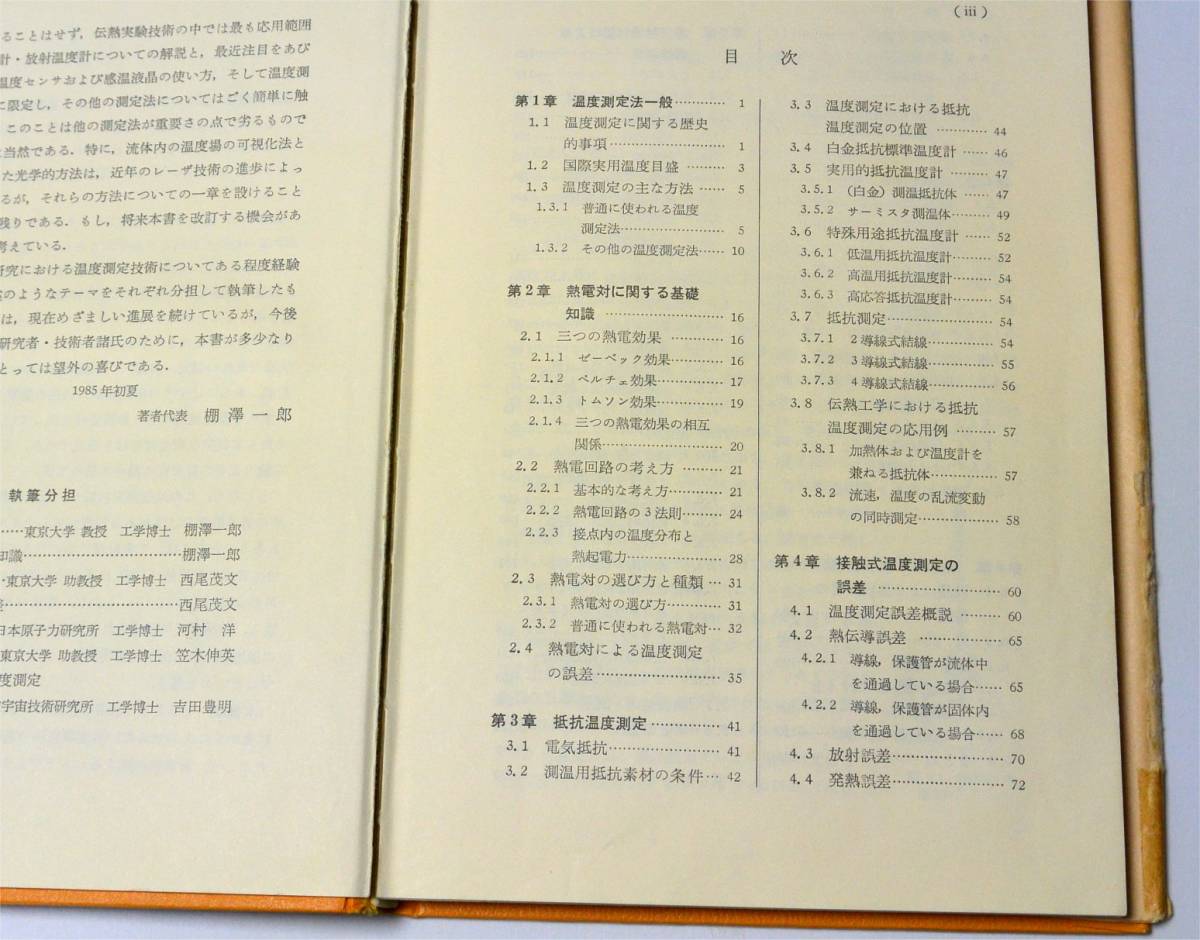 ることはせず，伝熱実験技術の中では最も応用範囲
計・放射温度計についての解説と，最近注目をあび
温度センサおよび感温液晶の使い方，そして温度測
に限定し，その他の測定法についてはごく簡単に触
このことは他の測定法が重要さの点で劣るもので
当然である．特に，流体内の温度場の可視化法と
た光学的方法は，近年のレーザ技術の進歩によっ
るが，それらの方法についての一章を設けること
残りである．もし，将来本書を改訂する機会があ
考えている．
研究における温度測定技術についてある程度経験
のようなテーマをそれぞれ分担して執筆したも
は，現在めざましい進展を続けているが，今後
研究者・技術者諸氏のために，本書が多少なり
とっては望外の喜びである．
1985年初夏
著者代表 棚澤一郎
執筆分担
……東京大学 教授 工学博士 棚澤一郎
知識……………………………棚澤一郎
・東京大学 助教授 工学博士 西尾茂文
………………………………西尾茂文
日本原子力研究所 工学博士 河村 洋
東京大学 助教授 工学博士 笠木伸英
度測定
宇宙技術研究所 工学博士 吉田豊明
(iii)
目 次
第1章 温度測定法一般………… 1
1.1 温度測定に関する歴史
的事項………………… 1
1.2 国際実用温度目盛 ……… 3
1.3 温度測定の主な方法 …… 5
1.3.1 普通に使われる温度
測定法………………… 5
1.3.2 その他の温度測定法…… 10
第2章 熱電対に関する基礎
知識 …………………… 16
2.1 三つの熱電効果 ………… 16
2.1.1 ゼーベック効果………… 16
2.1.2 ペルチェ効果…………… 17
2.1.3 トムソン効果…………… 19
2.1.4 三つの熱電効果の相互
関係…………………… 20
2.2 熱電回路の考え方 ……… 21
2.2.1 基本的な考え方………… 21
2.2.2 熱電回路の3法則……… 24
2.2.3 接点内の温度分布と
熱起電力……………… 28
2.3 熱電対の選び方と種類 … 31
2.3.1 熱電対の選び方………… 31
2.3.2 普通に使われる熱電対… 32
2.4 熱電対による温度測定
の誤差…………………… 35
第3章 抵抗温度測定 ………… 41
3.1 電気抵抗………………… 41
3.2 測温用抵抗素材の条件… 42
3.3 温度測定における抵抗
温度測定の位置 ………… 44
3.4 白金抵抗標準温度計 …… 46
3.5 実用的抵抗温度計 ……… 47
3.5.1 （白金）測温抵抗体 …… 47
3.5.2 サーミスタ測温体……… 49
3.6 特殊用途抵抗温度計 …… 52
3.6.1 低温用抵抗温度計……… 52
3.6.2 高温用抵抗温度計……… 54
3.6.3 高応答抵抗温度計……… 54
3.7 抵抗測定………………… 54
3.7.1 2導線式結線…………… 54
3.7.2 3導線式結線…………… 55
3.7.3 4導線式結線…………… 56
3.8 伝熱工学における抵抗
温度測定の応用例 ……… 57
3.8.1 加熱体および温度計を
兼ねる抵抗体………… 57
3.8.2 流速，温度の乱流変動
の同時測定…………… 58
第4章 接触式温度測定の
誤差 …………………… 60
4.1 温度測定誤差概説 ……… 60
4.2 熱伝導誤差 ……………… 65
4.2.1 導線，保護管が流体中
を通過している場合…… 65
4.2.2 導線，保護管が固体内
を通過している場合…… 68
4.3 放射誤差………………… 70
4.4 発熱誤差………………… 72